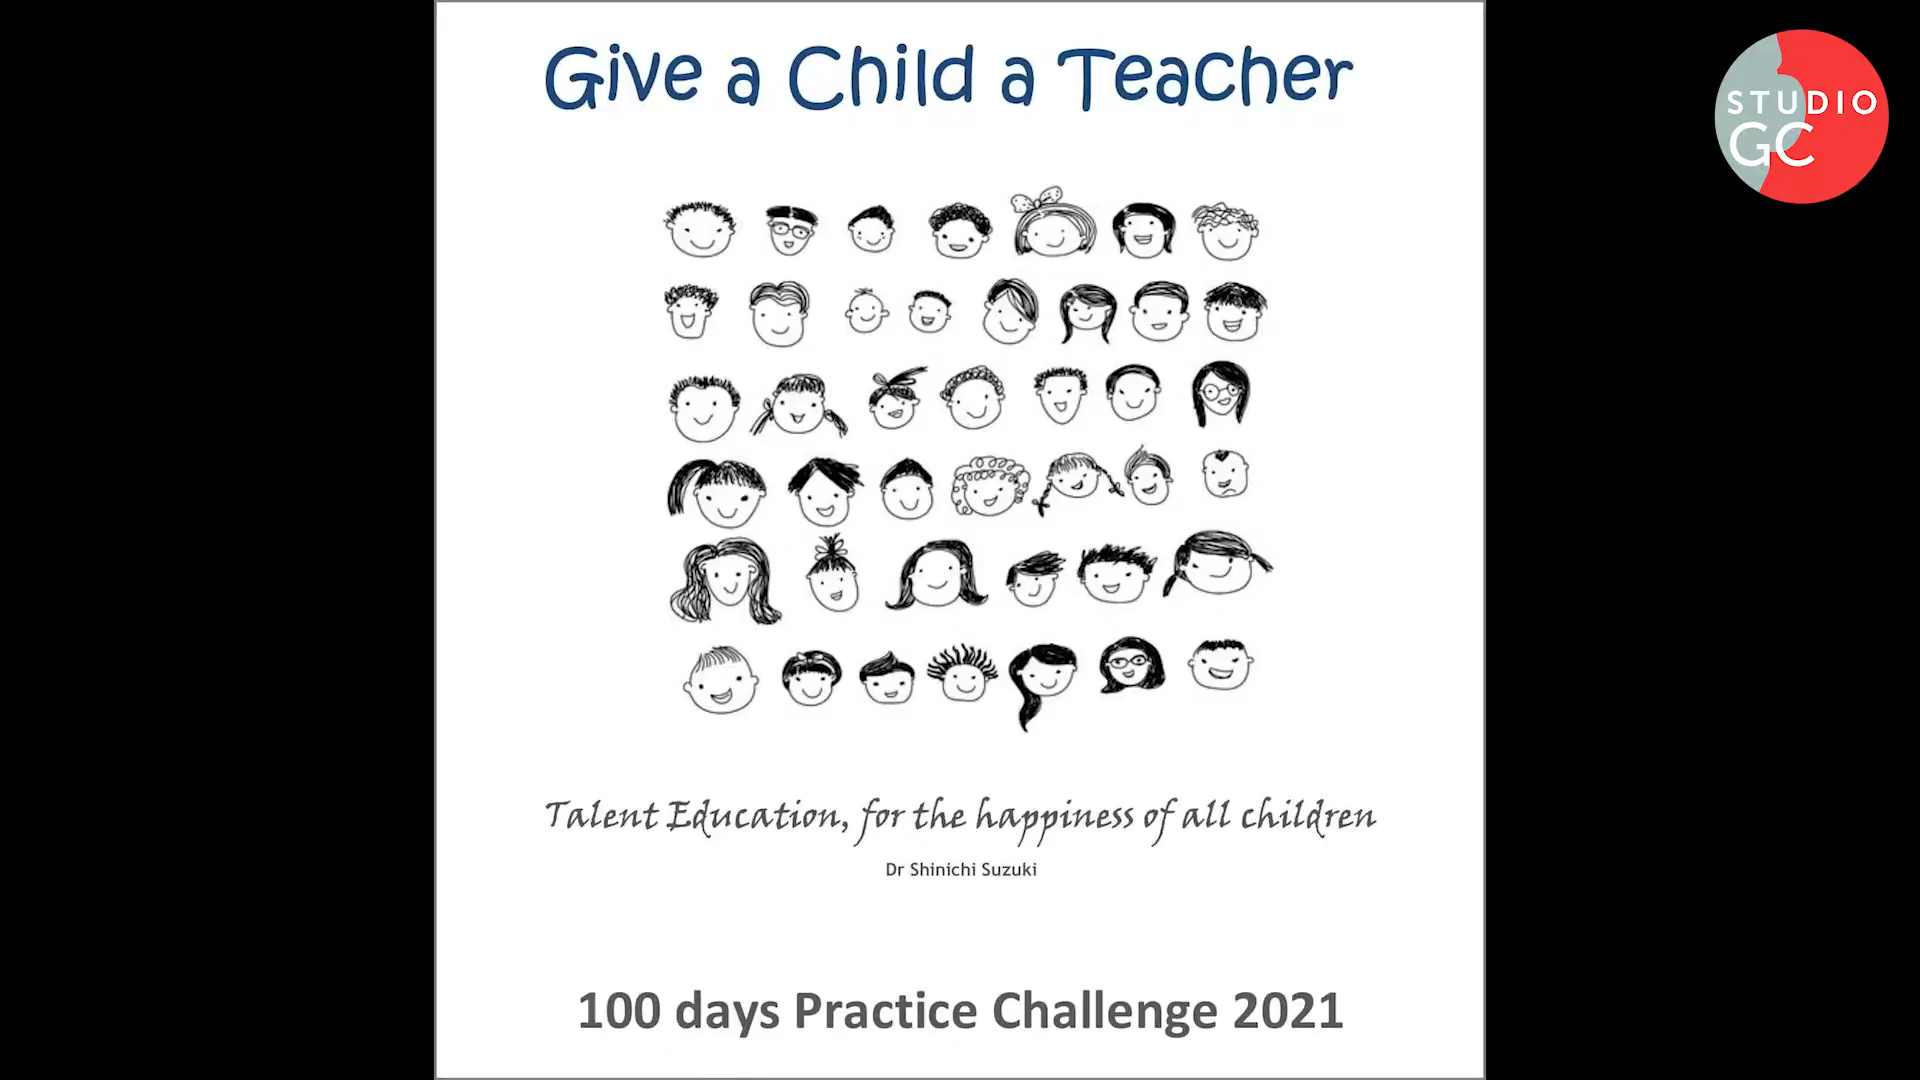 Give a Child a Teacher
STUDIO
GC
Talent Education, for the happiness of all children
Dr Shinichi Suzuki
100 days Practice Challenge 2021